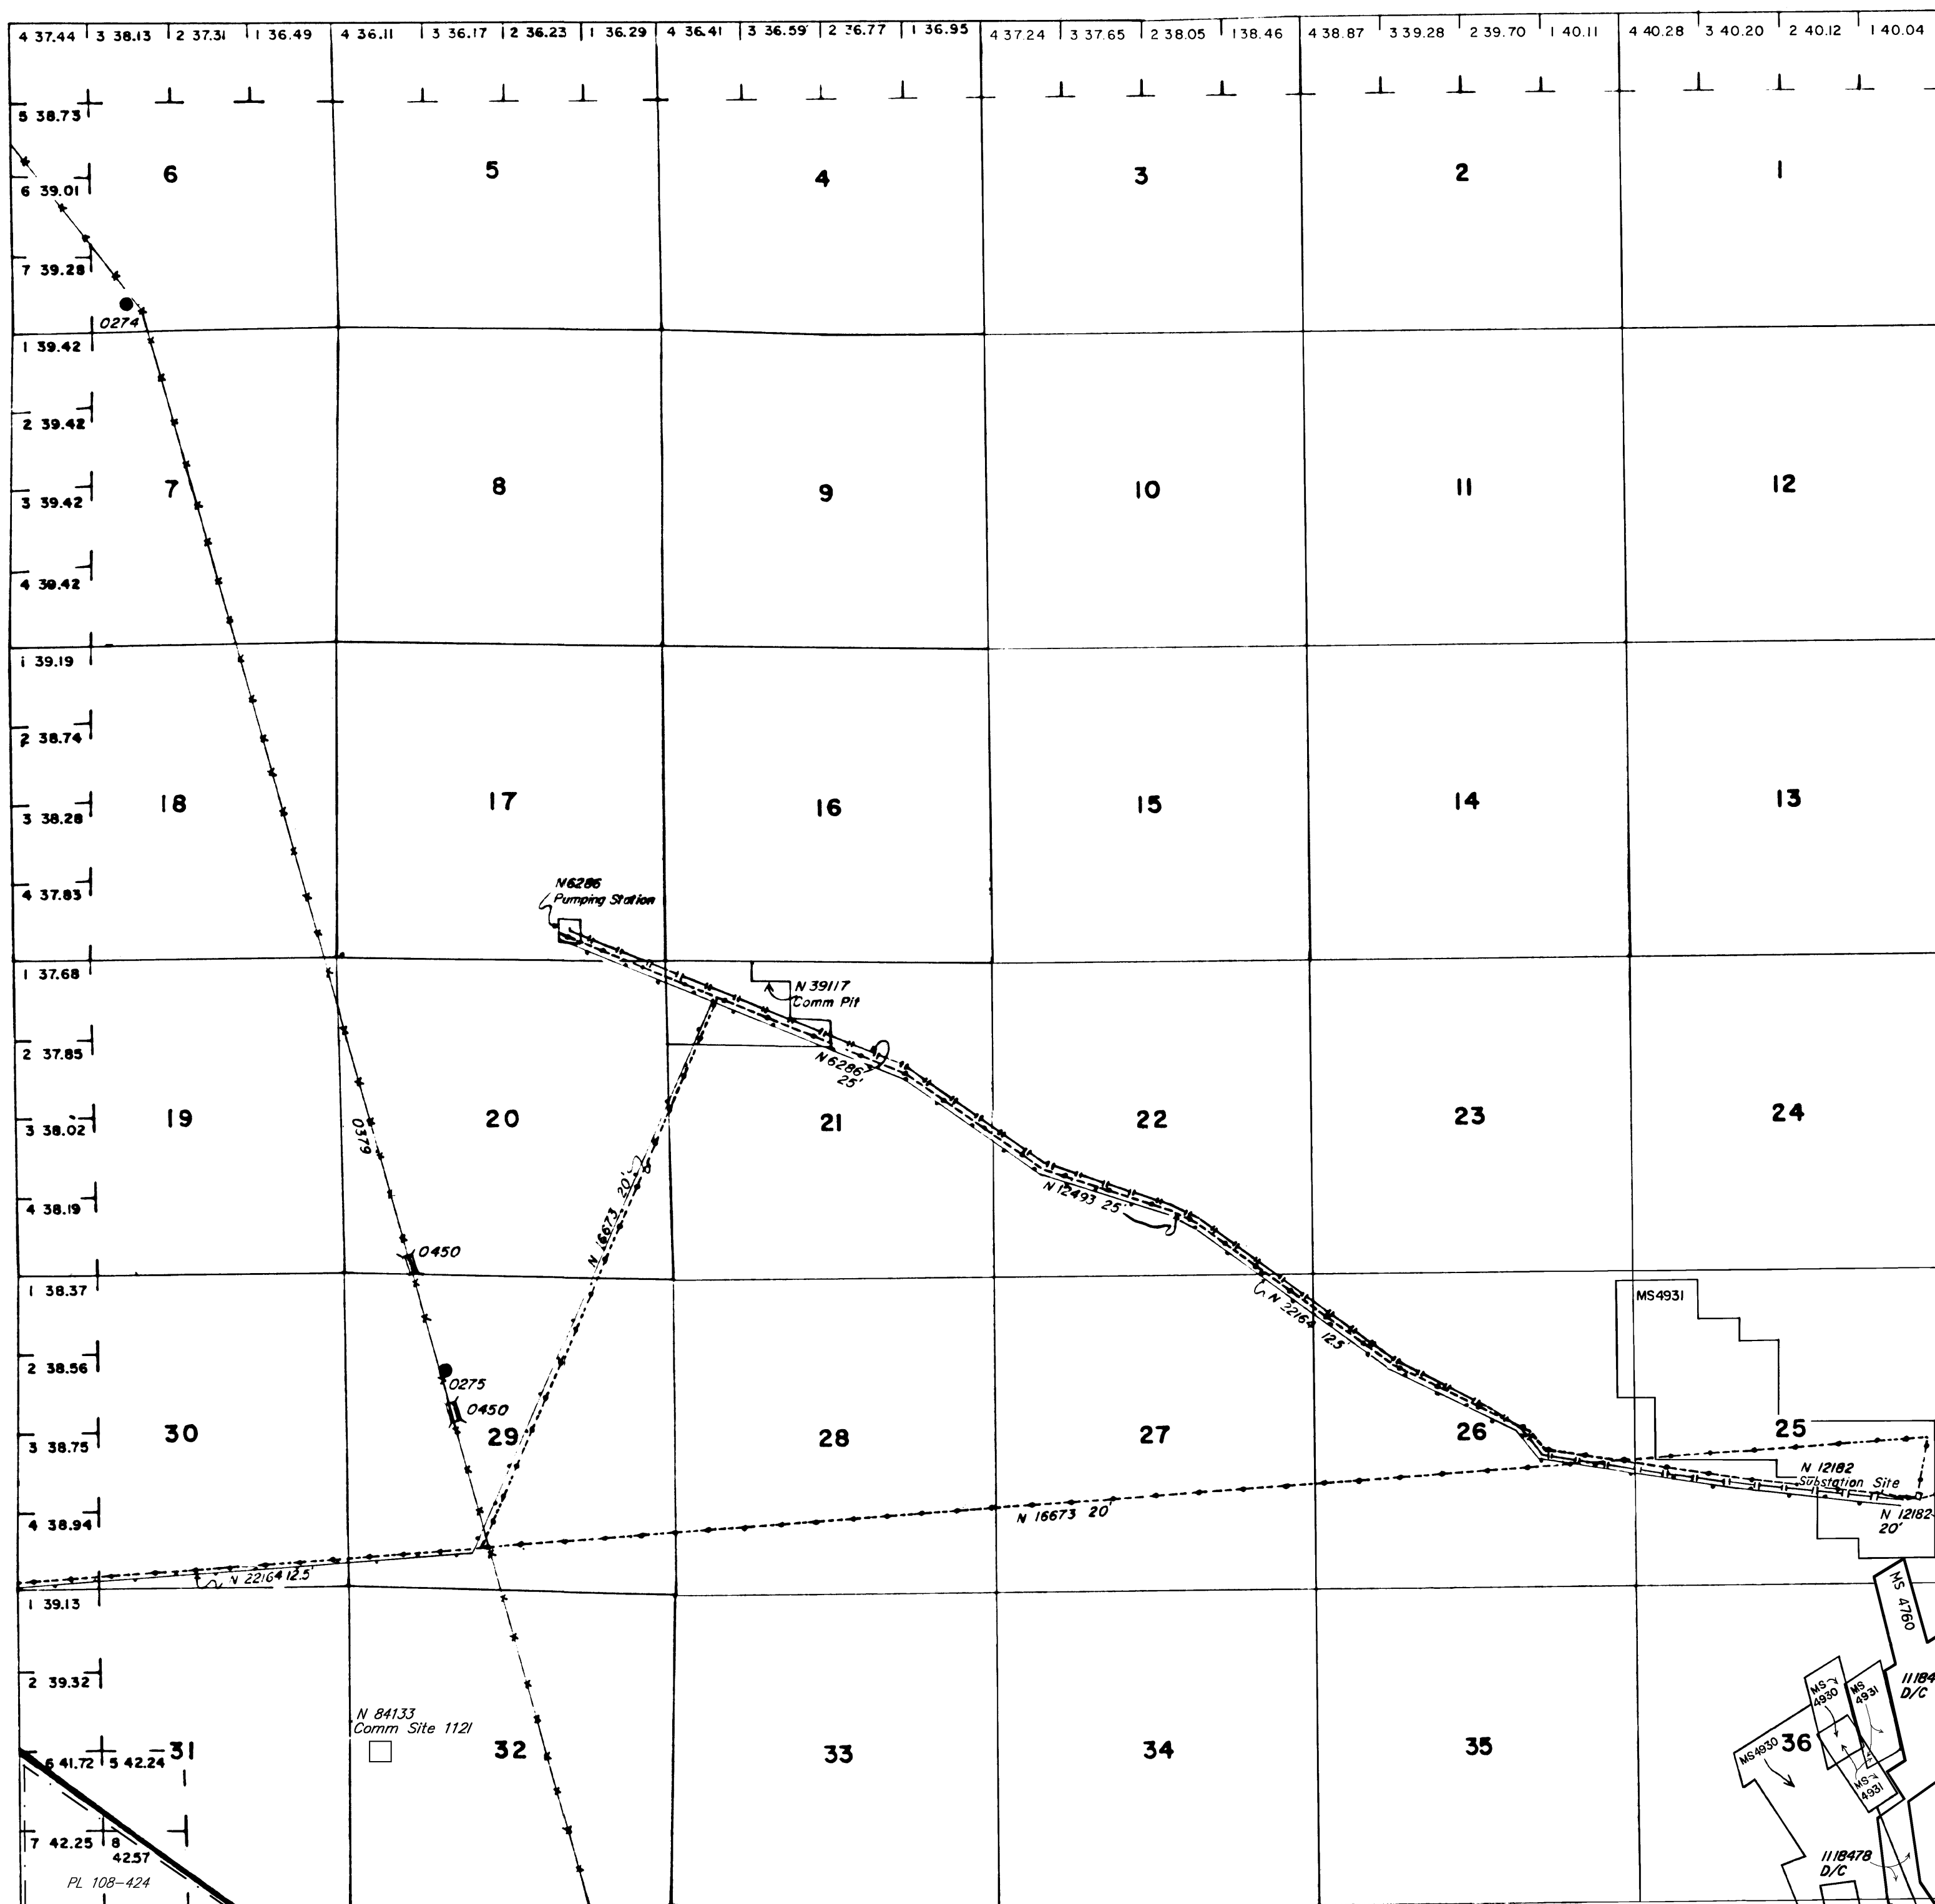 4 37.44 3 38.13 2 37.31 1 36.49 4 36.11 3 36.17 2 36.23 1 36.29 4 36.41 3 36.59 2 36.77 1 36.95 4 37.24 3 37.65 2 38.05 1 38.46 4 38.87 3 39.28 2 39.70 1 40.11 4 40.28 3 40.20 2 40.12 1 40.04
5 38.73
6 5 4 3 2 1
6 39.01
7 39.28
0274
1 39.42
2 39.42
7 8 9 10 11 12
3 39.42
4 39.42
1 39.19
2 38.74
18 17 16 15 14 13
3 38.28
4 37.83
N6286
Pumping Station
1 37.68
N 39117
Comm Pit
2 37.85
N6286
25'
19 20 21 22 23 24
3 38.02
0379
N 16673 20'
N 12493 25'
4 38.19
0450
1 38.37
MS4931
N 22164 12.5'
2 38.56
0275
0450
30 29 28 27 26 25
3 38.75
N 12182
Substation Site
4 38.94
N 16673 20'
N 12182
20'
N 22164 12.5'
1 39.13
MS 4760
2 39.32
11184
D/C
MS
4930
MS
4931
N 84133
Comm Site 1121
31 32 33 34 35 36
6 41.72 5 42.24
MS4930
MS
4931
7 42.25 8
42.57
1118478
D/C
PL 108-424